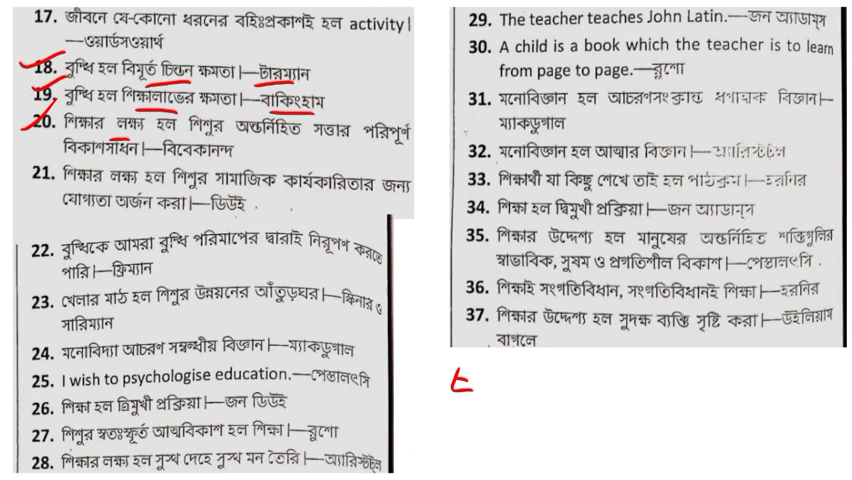 17. জীবনে যে-কোনো ধরনের বহিঃপ্রকাশই হল activity।
—ওয়ার্ডসওয়ার্থ
18. বুদ্ধি হল বিমূর্ত চিন্তন ক্ষমতা।—টারম্যান
19. বুদ্ধি হল শিক্ষালাভের ক্ষমতা।—বাকিংহাম
20. শিক্ষার লক্ষ্য হল শিশুর অন্তর্নিহিত সত্তার পরিপূর্ণ
বিকাশসাধন।—বিবেকানন্দ
21. শিক্ষার লক্ষ্য হল শিশুর সামাজিক কার্যকারিতার জন্য
যোগ্যতা অর্জন করা।—ডিউই .
22. বুদ্ধিকে আমরা বুদ্ধি পরিমাপের দ্বারাই নিরূপণ করতে
পারি।—ফ্রিম্যান
23. খেলার মাঠ হল শিশুর উন্নয়নের আঁতুড়ঘর।—স্কিনার ও
সারিম্যান
24. মনোবিদ্যা আচরণ সম্বন্ধীয় বিজ্ঞান।—ম্যাকডুগাল
25. I wish to psychologise education.—পেস্তালৎসি
26. শিক্ষা হল ত্রিমুখী প্রক্রিয়া।—জন ডিউই
27. শিশুর স্বতঃস্ফূর্ত আত্মবিকাশ হল শিক্ষা।—রুশো
28. শিক্ষার লক্ষ্য হল সুস্থ দেহে সুস্থ মন তৈরি।—অ্যারিস্টটল
29. The teacher teaches John Latin.—জন অ্যাডাম্স
30. A child is a book which the teacher is to learn
from page to page.—রুশো
31. মনোবিজ্ঞান হল আচরণসংক্রান্ত বিজ্ঞান।—
ম্যাকডুগাল
32. মনোবিজ্ঞান হল আত্মার বিজ্ঞান।—অ্যারিস্টটল
33. শিক্ষার্থী যা কিছু শেখে তাই হল পাঠক্রম।—হরনির
34. শিক্ষা হল দ্বিমুখী প্রক্রিয়া।—জন অ্যাডাম্স
35. শিক্ষার উদ্দেশ্য হল মানুষের অন্তর্নিহিত শক্তিগুলির
স্বাভাবিক, সুষম ও প্রগতিশীল বিকাশ।—পেস্তালৎসি .
36. শিক্ষাই সংগতিবিধান, সংগতিবিধানই শিক্ষা।—হরনির
37. শিক্ষার উদ্দেশ্য হল সুদক্ষ ব্যক্তি সৃষ্টি করা।—উইলিয়াম
বাগলে